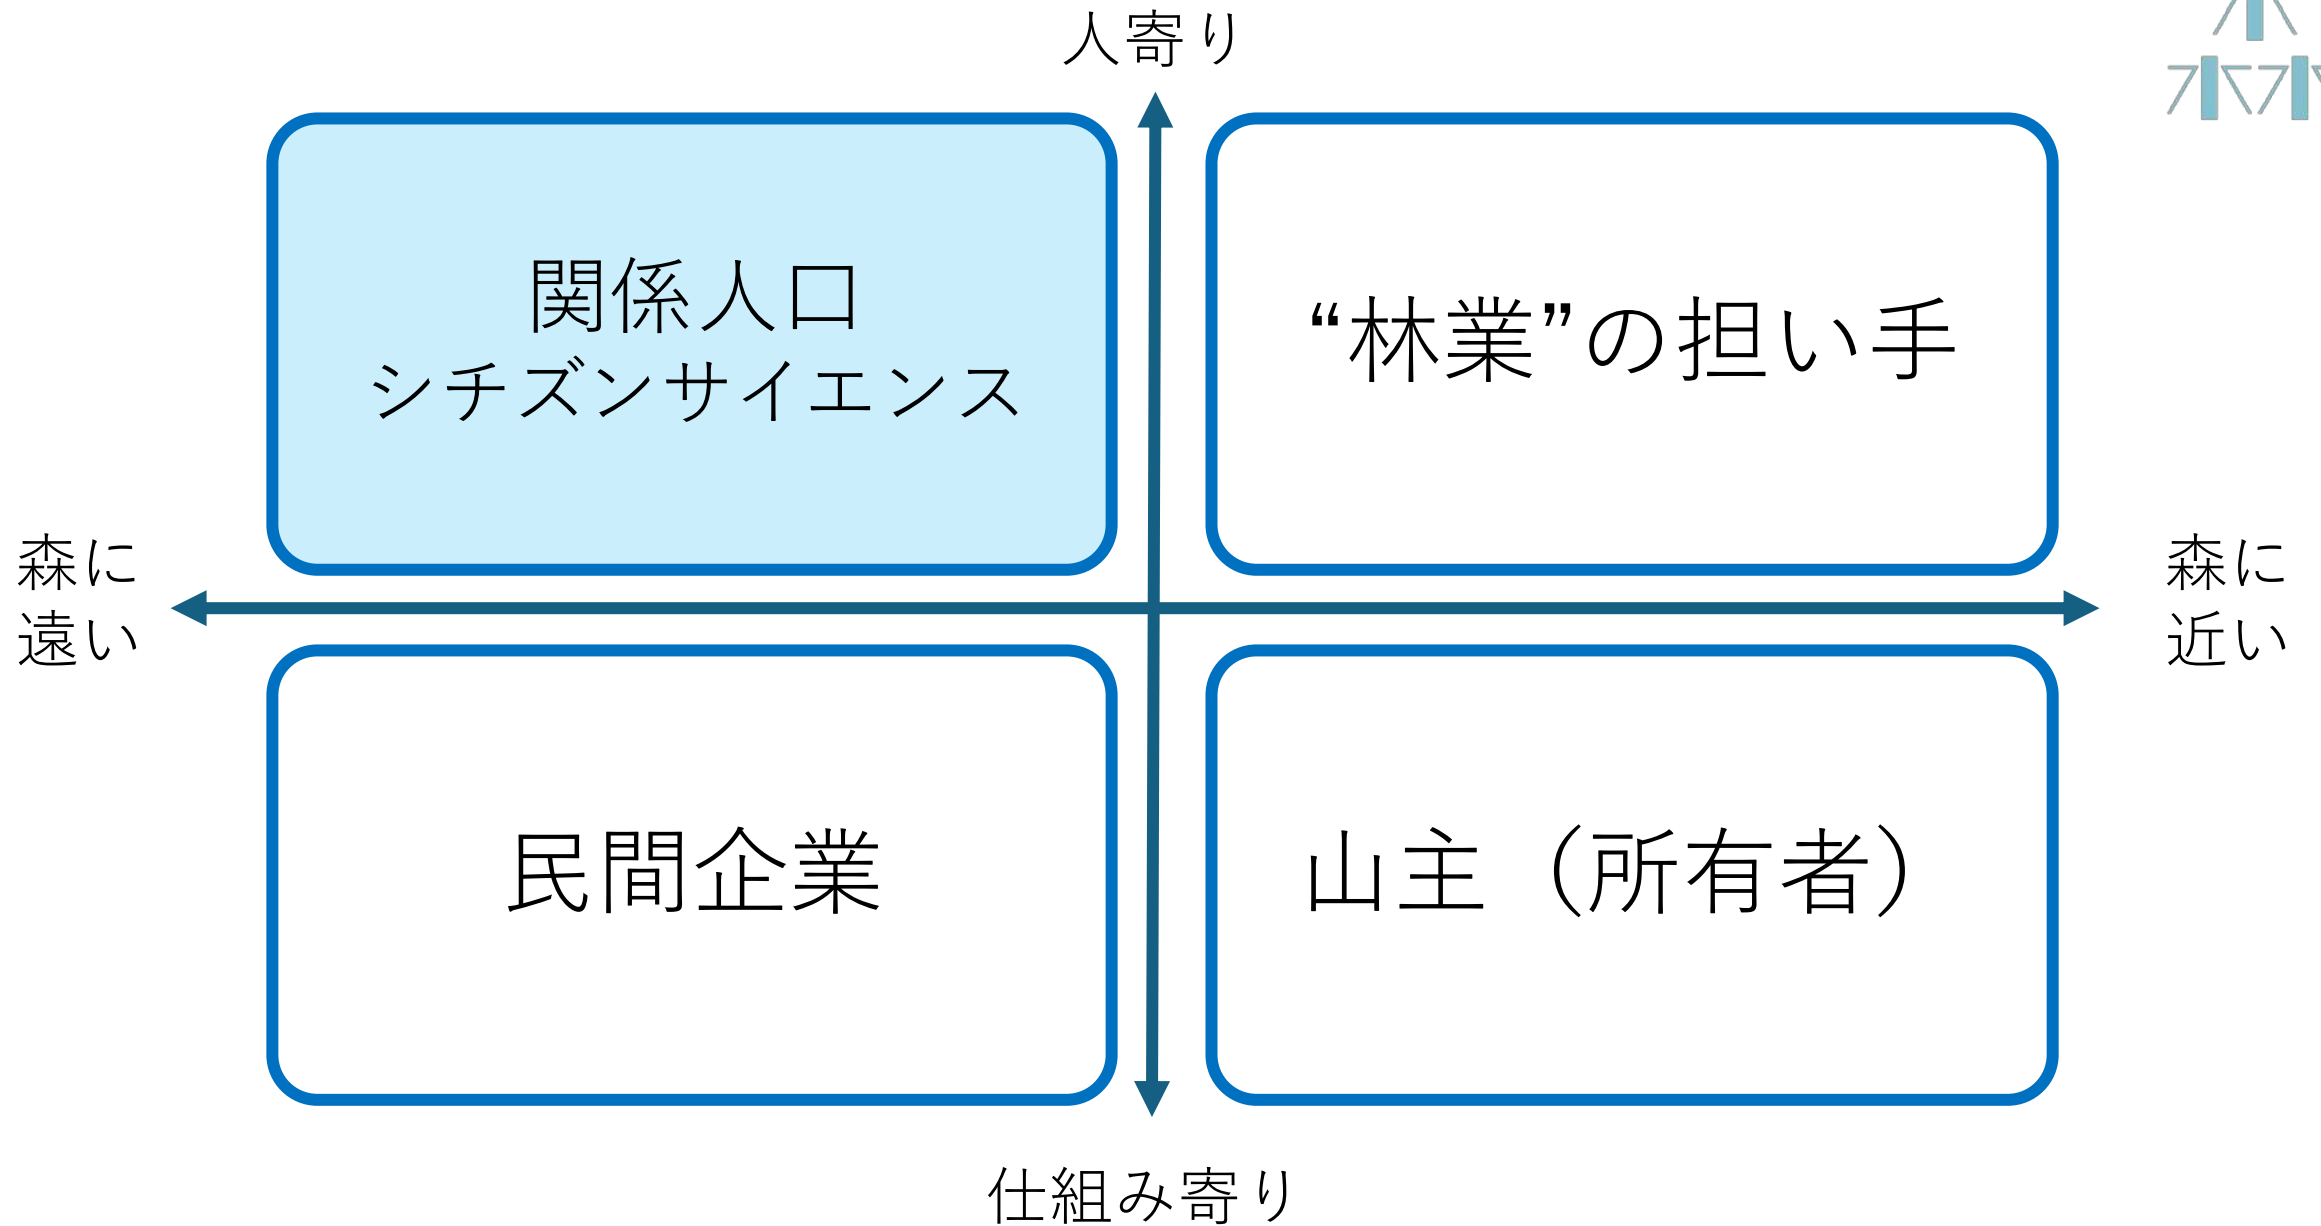 人寄り
関係人口
シチズンサイエンス
“林業”の担い手
森に
遠い
森に
近い
民間企業
山主（所有者）
仕組み寄り